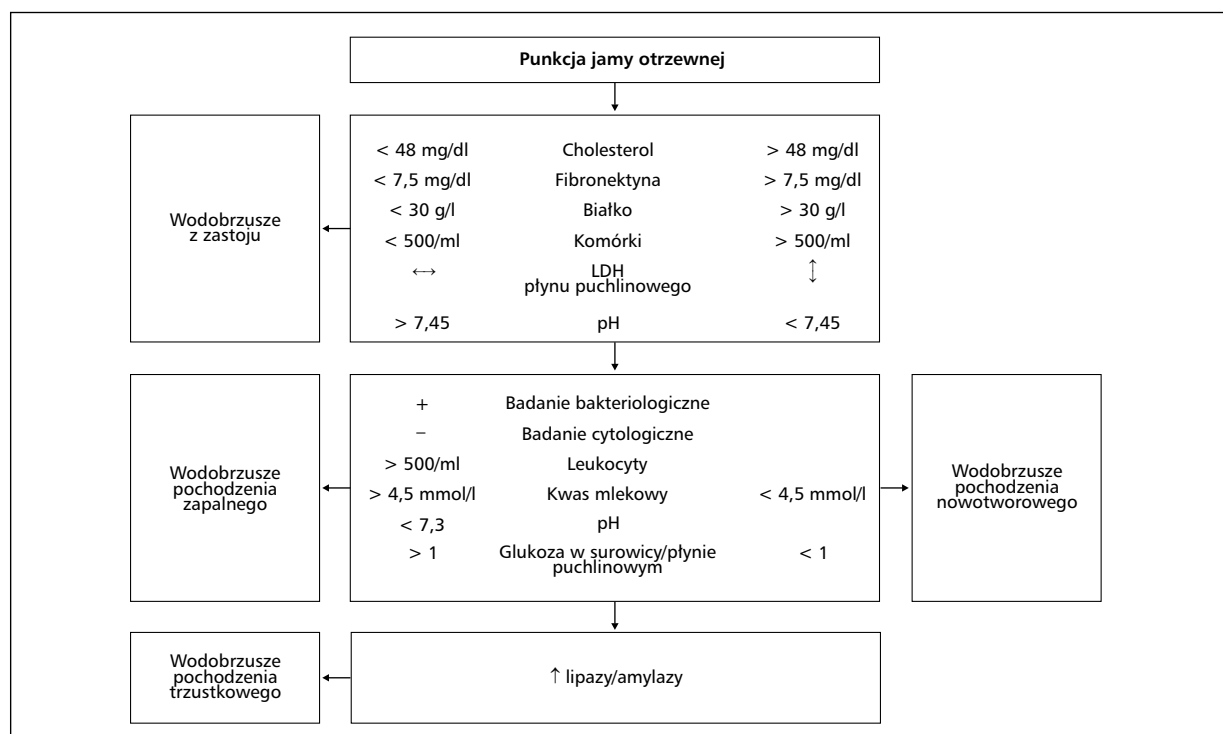 Punkcja jamy otrzewnej
Wodobrzusze
z zastoju
< 48 mg/dl Cholesterol > 48 mg/dl
< 7,5 mg/dl Fibronektyna > 7,5 mg/dl
< 30 g/l Białko > 30 g/l
< 500/ml Komórki > 500/ml
↔ LDH ↕
płynu puchlinowego
> 7,45 pH < 7,45
Wodobrzusze
pochodzenia
zapalnego
+ Badanie bakteriologiczne
– Badanie cytologiczne
> 500/ml Leukocyty
> 4,5 mmol/l Kwas mlekowy < 4,5 mmol/l
< 7,3 pH
> 1 Glukoza w surowicy/płynie < 1
puchlinowym
Wodobrzusze
pochodzenia
nowotworowego
Wodobrzusze
pochodzenia
trzustkowego
↑ lipazy/amylazy